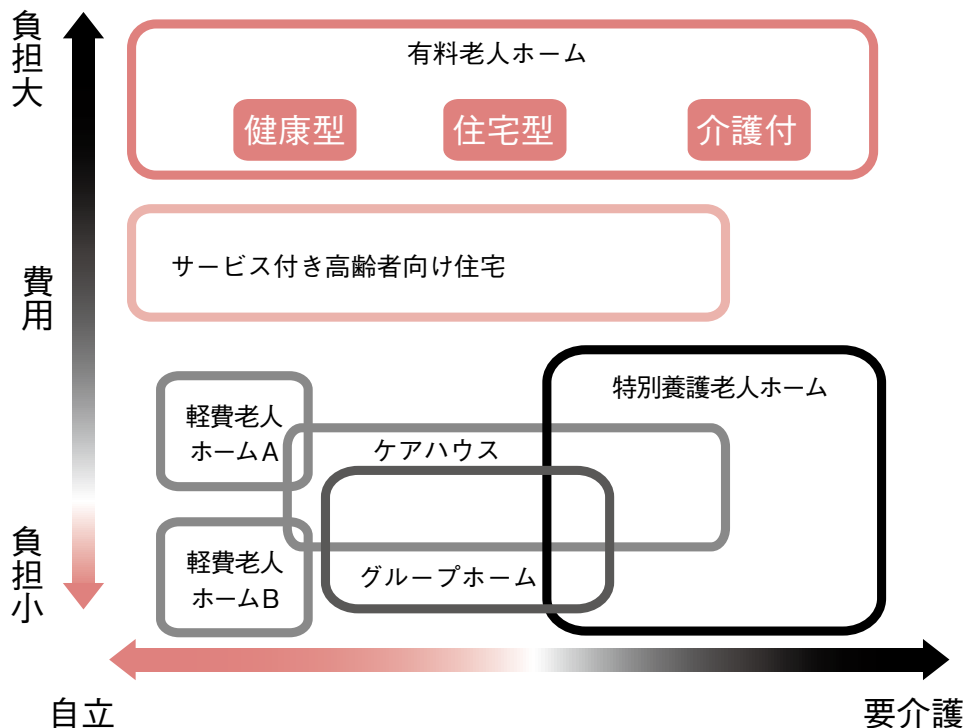 負担大
費用
負担小
有料老人ホーム
健康型
住宅型
介護付
サービス付き高齢者向け住宅
軽費老人
ホームA
ケアハウス
特別養護老人ホーム
軽費老人
ホームB
グループホーム
自立
要介護